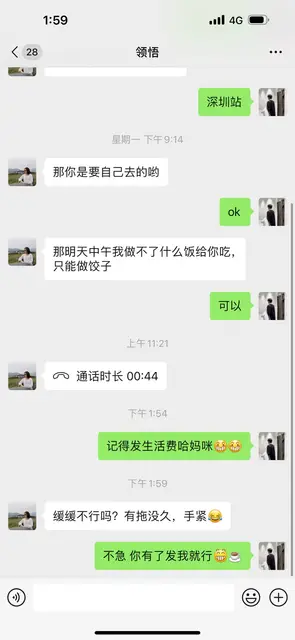 1:59
4G
28
领悟
深圳站
星期一 下午9:14
那你是要自己去的哟
ok
那明天中午我做不了什么饭给你吃，
只能做饺子
可以
上午11:21
通话时长 00:44
下午1:54
记得发生活费哈妈咪😁😁
下午1:59
缓缓不行吗？有拖没久，手紧😂
不急 你有了发我就行😁☕